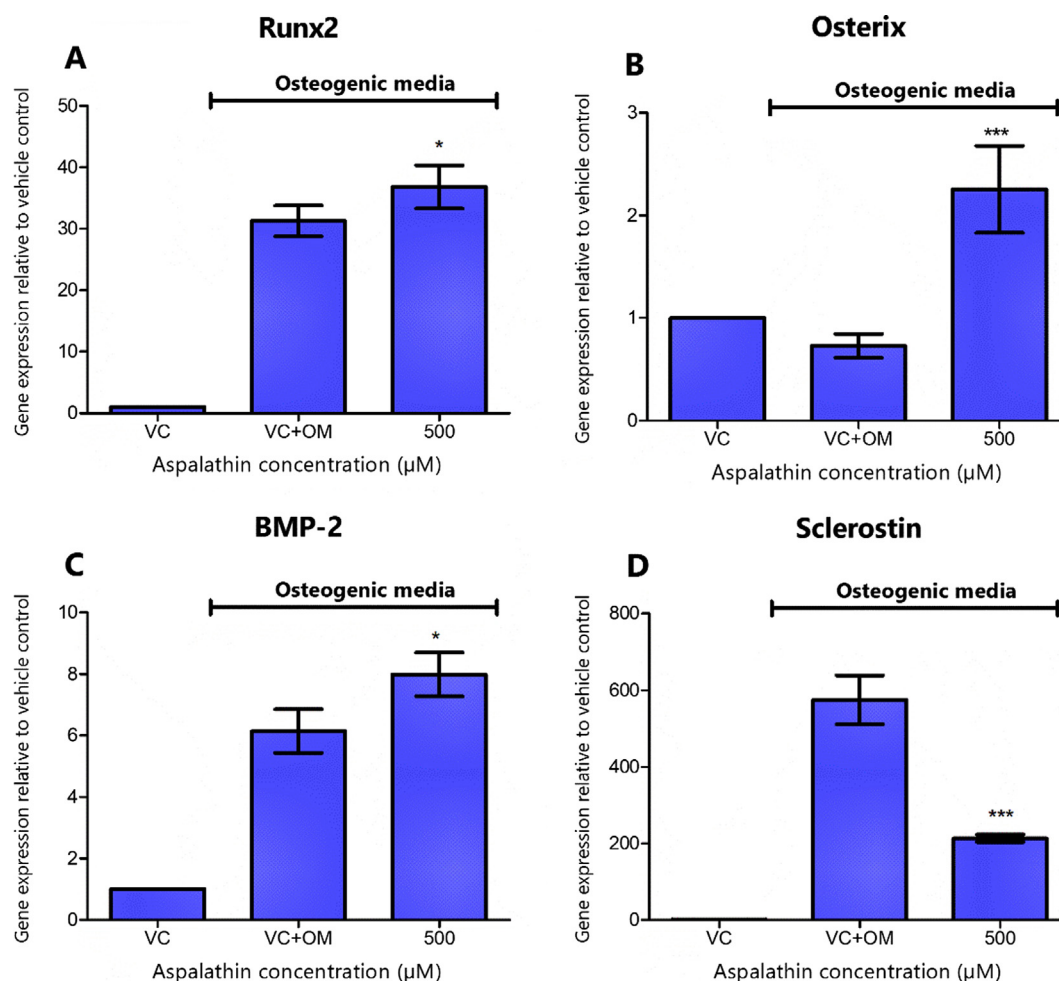 Runx2
A
Osteogenic media
Gene expression relative to vehicle control
50
40
30
20
10
0
*
VC
VC+OM
500
Aspalathin concentration (µM)
Osterix
B
Osteogenic media
Gene expression relative to vehicle control
3
2
1
0
***
VC
VC+OM
500
Aspalathin concentration (µM)
BMP-2
C
Osteogenic media
Gene expression relative to vehicle control
10
8
6
4
2
0
*
VC
VC+OM
500
Aspalathin concentration (µM)
Sclerostin
D
Osteogenic media
Gene expression relative to vehicle control
800
600
400
200
0
***
VC
VC+OM
500
Aspalathin concentration (µM)